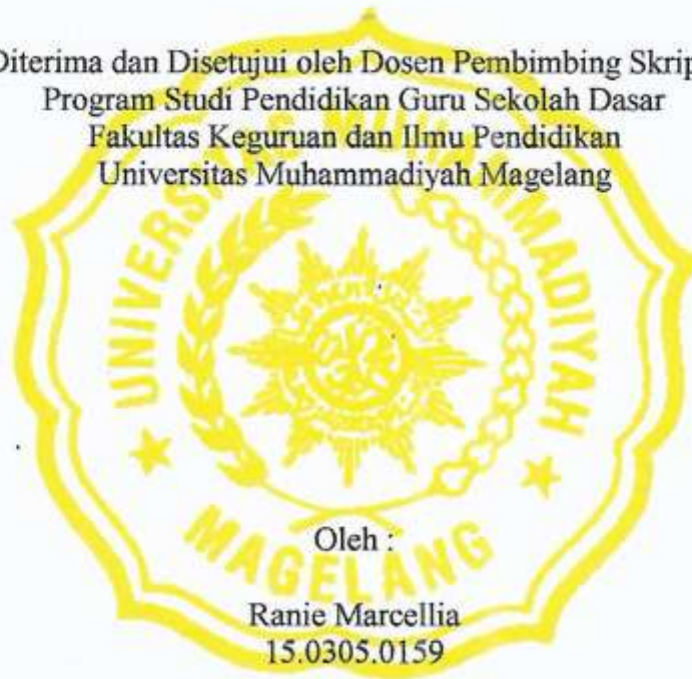 Diterima dan Disetujui oleh Dosen Pembimbing Skrip
Program Studi Pendidikan Guru Sekolah Dasar
Fakultas Keguruan dan Ilmu Pendidikan
Universitas Muhammadiyah Magelang
UNIVERSITAS MUHAMMADIYAH
MAGELANG
Oleh :
Ranie Marcellia
15.0305.0159